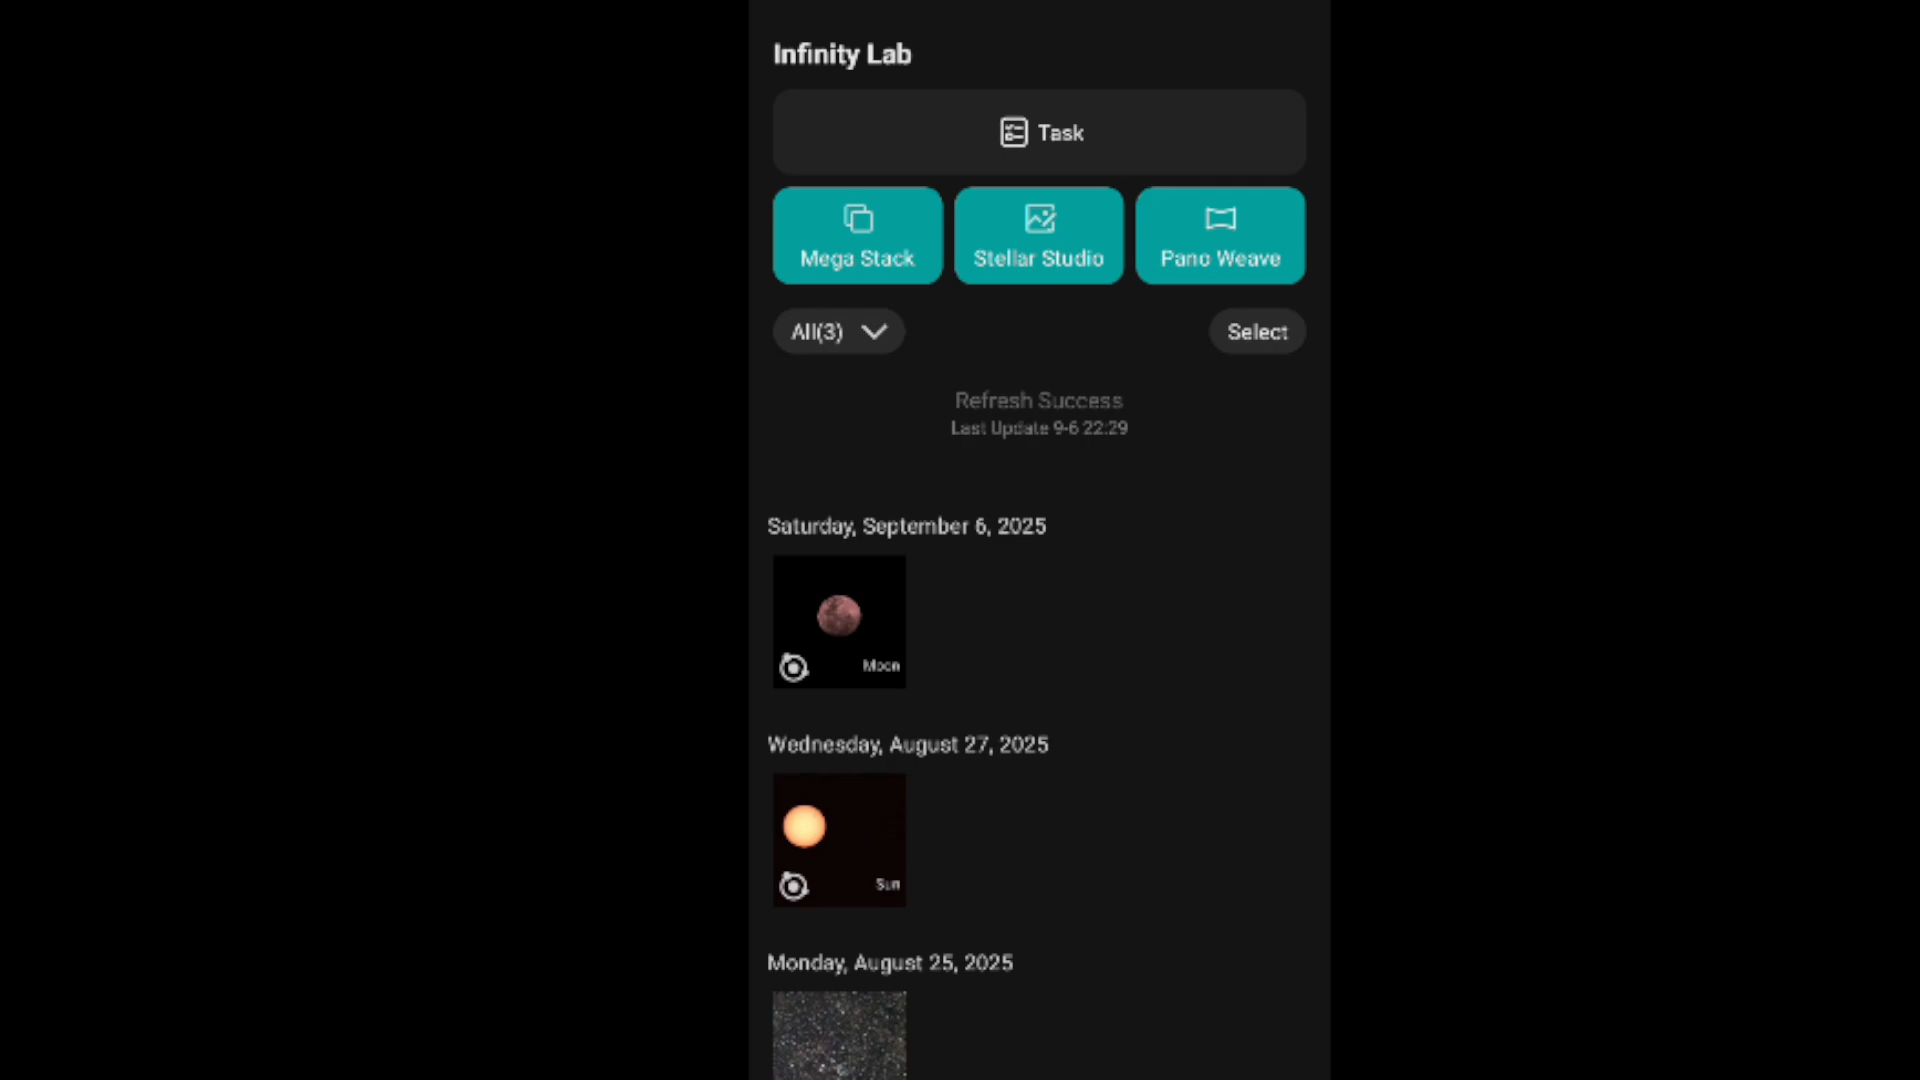 Infinity Lab
Task
Mega Stack
Stellar Studio
Pano Weave
All(3)
Select
Refresh Success
Last Update 9-6 22:29
Saturday, September 6, 2025
Moon
Wednesday, August 27, 2025
Sun
Monday, August 25, 2025